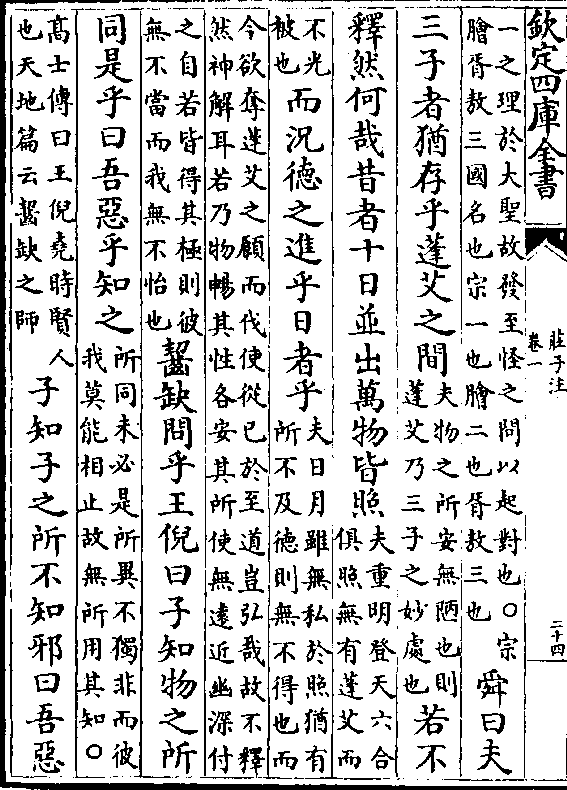 欽定四庫全書
莊子注
卷一
二十四
一之理於大聖故發至怪之問以起對也○宗
膾胥敖三國名也宗一也膾二也胥敖三也
舜曰夫
三子者猶存乎蓬艾之間
夫物之所安無陋也則
蓬艾乃三子之妙處也
若不
釋然何哉昔者十日並出萬物皆照
夫重明登天六合
俱照無有蓬艾而
不光
被也
而況德之進乎日者乎
夫日月雖無私於照猶有
所不及德則無不得也而
今欲奪蓬艾之願而伐使從已於至道豈弘哉故不釋
然神解耳若乃物暢其性各安其所使無遠近幽深付
之自若皆得其極則彼
無不當而我無不怡也
齧缺問乎王倪曰子知物之所
同是乎曰吾惡乎知之
所同未必是所異不獨非而彼
我莫能相止故無所用其知○
高士傳曰王倪堯時賢人
也天地篇云齧缺之師
子知子之所不知邪曰吾惡